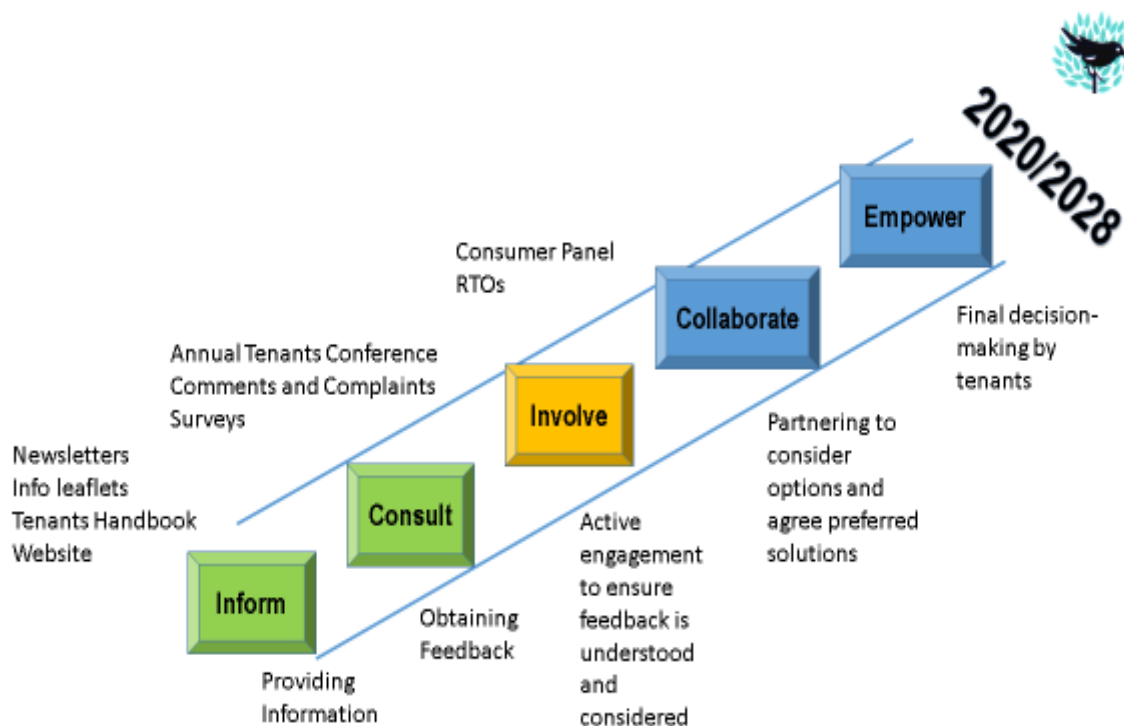 2020/2028
Empower
Consumer Panel
RTOs
Collaborate
Final decision-
making by
tenants
Annual Tenants Conference
Comments and Complaints
Surveys
Involve
Partnering to
consider
options and
agree preferred
solutions
Newsletters
Info leaflets
Tenants Handbook
Website
Consult
Active
engagement
to ensure
feedback is
understood
and
considered
Inform
Obtaining
Feedback
Providing
Information